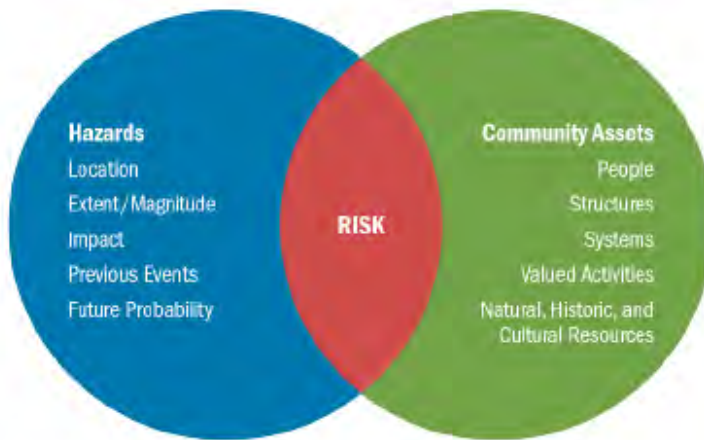 Hazards
Location
Extent/Magnitude
Impact
Previous Events
Future Probability
RISK
Community Assets
People
Structures
Systems
Valued Activities
Natural, Historic, and
Cultural Resources